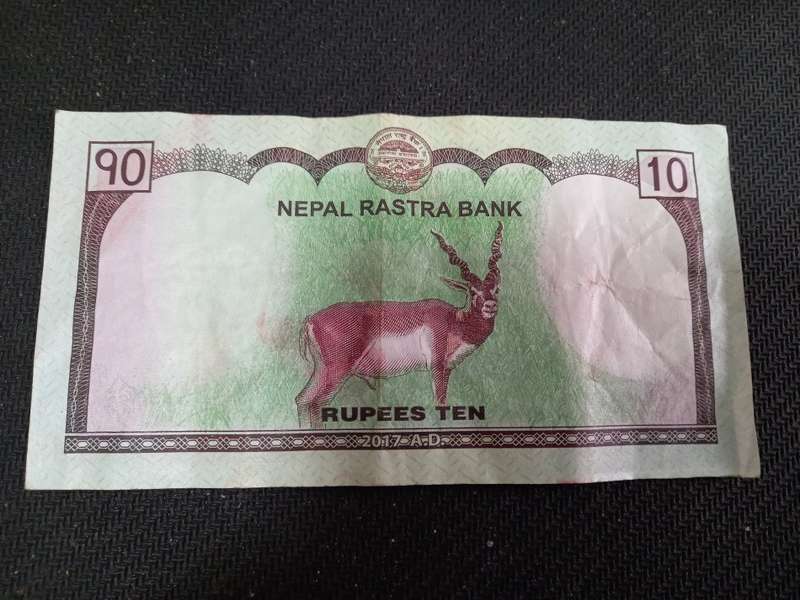 १०
10
NEPAL RASTRA BANK
RUPEES TEN
2017 A.D.